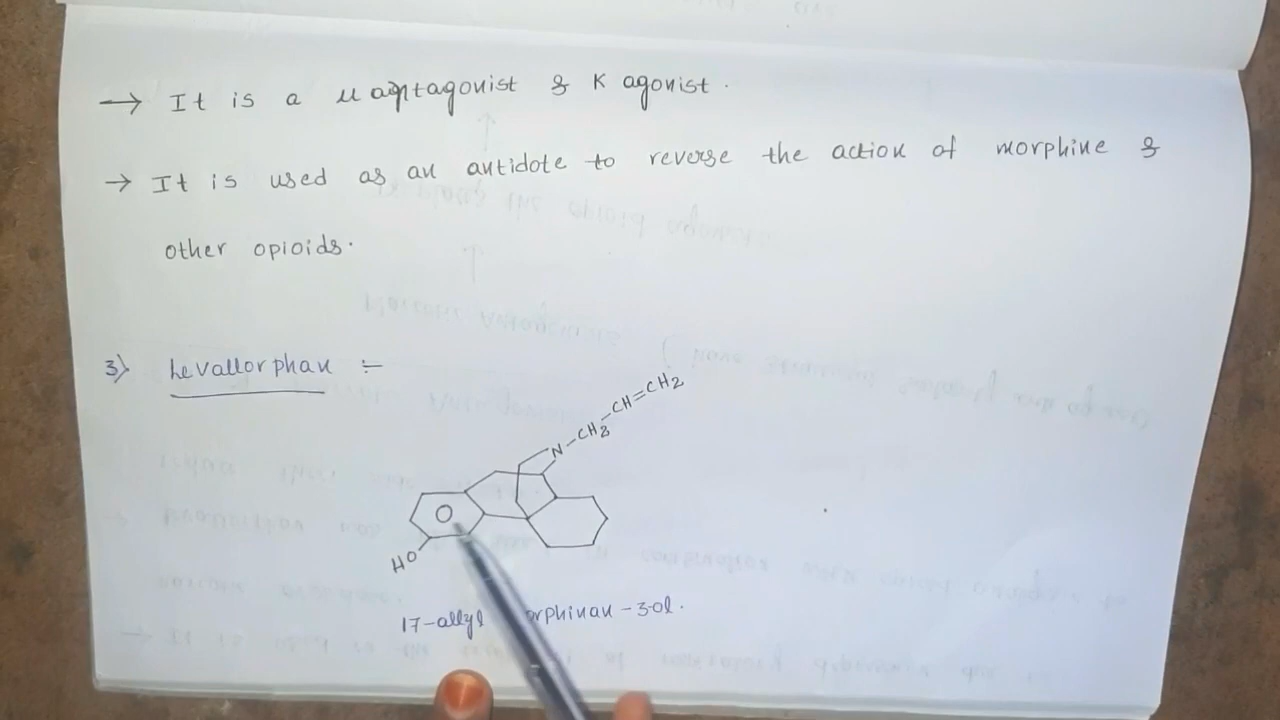 → It is a μ antagonist & K agonist.
→ It is used as an antidote to reverse the action of morphine &
other opioids.
3) Levallorphan :-
N-CH2-CH=CH2
HO
17-allyl orphinan-3-ol.